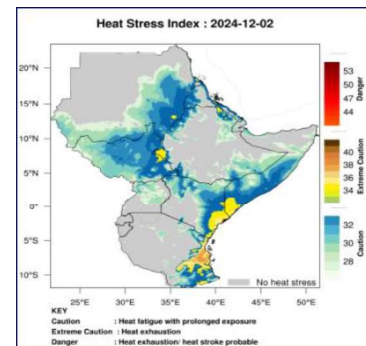 Heat Stress Index : 2024-12-02
20°N
15°N
10°N
5°N
0°
5°S
10°S
25°E 30°E 35°E 40°E 45°E 50°E
No heat stress
53
50
47
44
Danger
40
38
36
34
Extreme Caution
32
30
28
Caution
KEY
Caution : Heat fatigue with prolonged exposure
Extreme Caution : Heat exhaustion
Danger : Heat exhaustion/ heat stroke probable